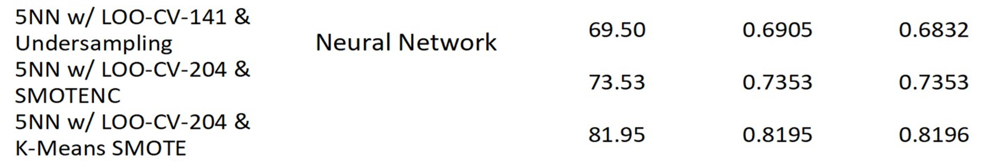 5NN w/ LOO-CV-141 &
Undersampling
Neural Network
69.50 0.6905 0.6832
5NN w/ LOO-CV-204 &
SMOTENC
73.53 0.7353 0.7353
5NN w/ LOO-CV-204 &
K-Means SMOTE
81.95 0.8195 0.8196